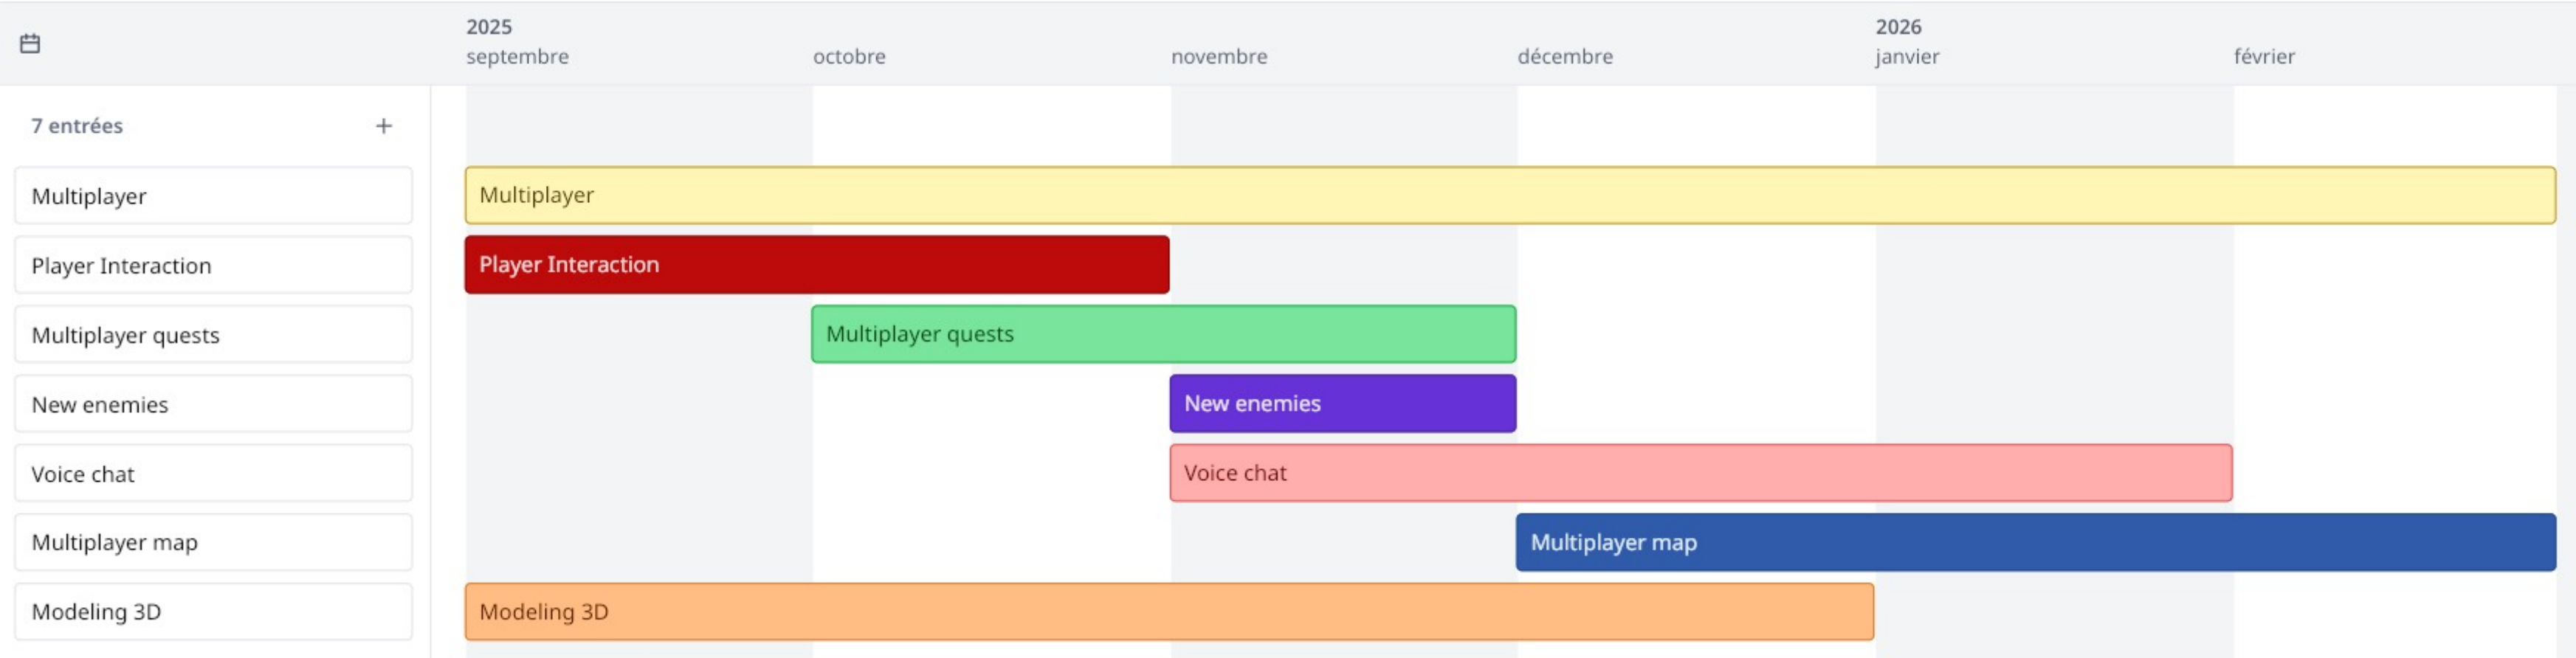 2025
2026
septembre octobre novembre décembre janvier février
7 entrées +
Multiplayer
Multiplayer
Player Interaction
Player Interaction
Multiplayer quests
Multiplayer quests
New enemies
New enemies
Voice chat
Voice chat
Multiplayer map
Multiplayer map
Modeling 3D
Modeling 3D